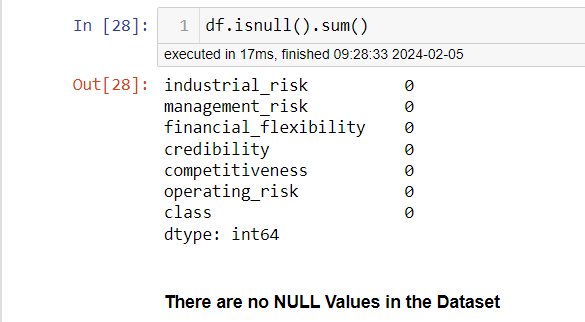 In [28]: 1 df.isnull().sum()
executed in 17ms, finished 09:28:33 2024-02-05
Out[28]: industrial_risk 0
management_risk 0
financial_flexibility 0
credibility 0
competitiveness 0
operating_risk 0
class 0
dtype: int64
There are no NULL Values in the Dataset